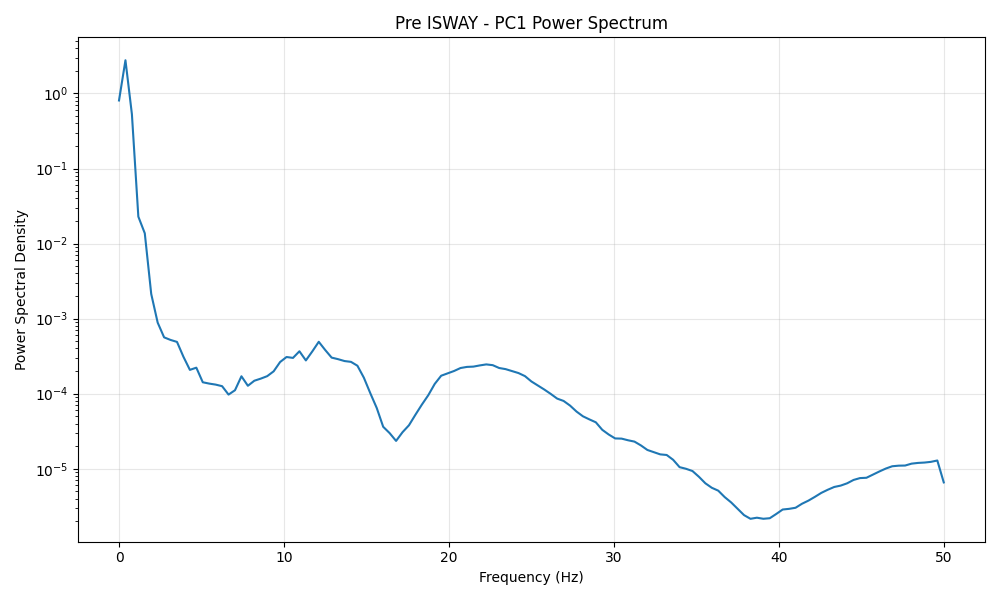 Pre ISWAY - PC1 Power Spectrum
Power Spectral Density
10⁰
10⁻¹
10⁻²
10⁻³
10⁻⁴
10⁻⁵
0 10 20 30 40 50
Frequency (Hz)